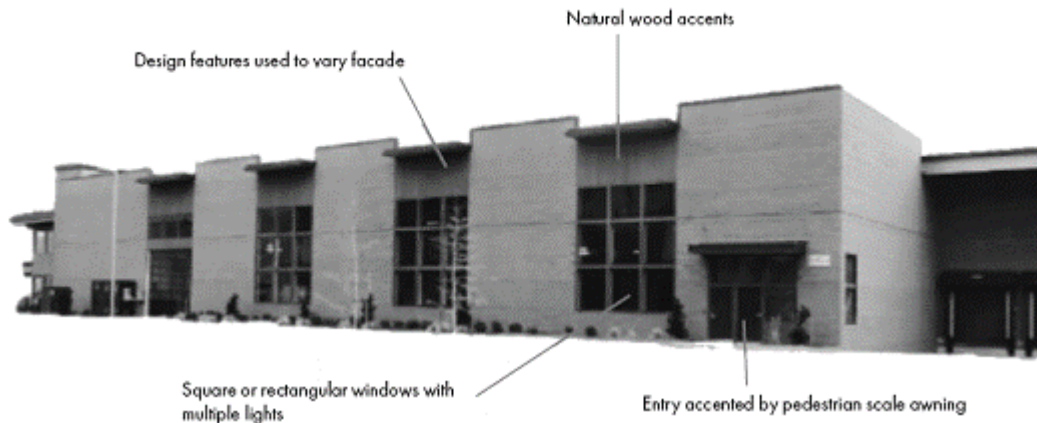 Natural wood accents
Design features used to vary facade
Square or rectangular windows with
multiple lights
Entry accented by pedestrian scale awning